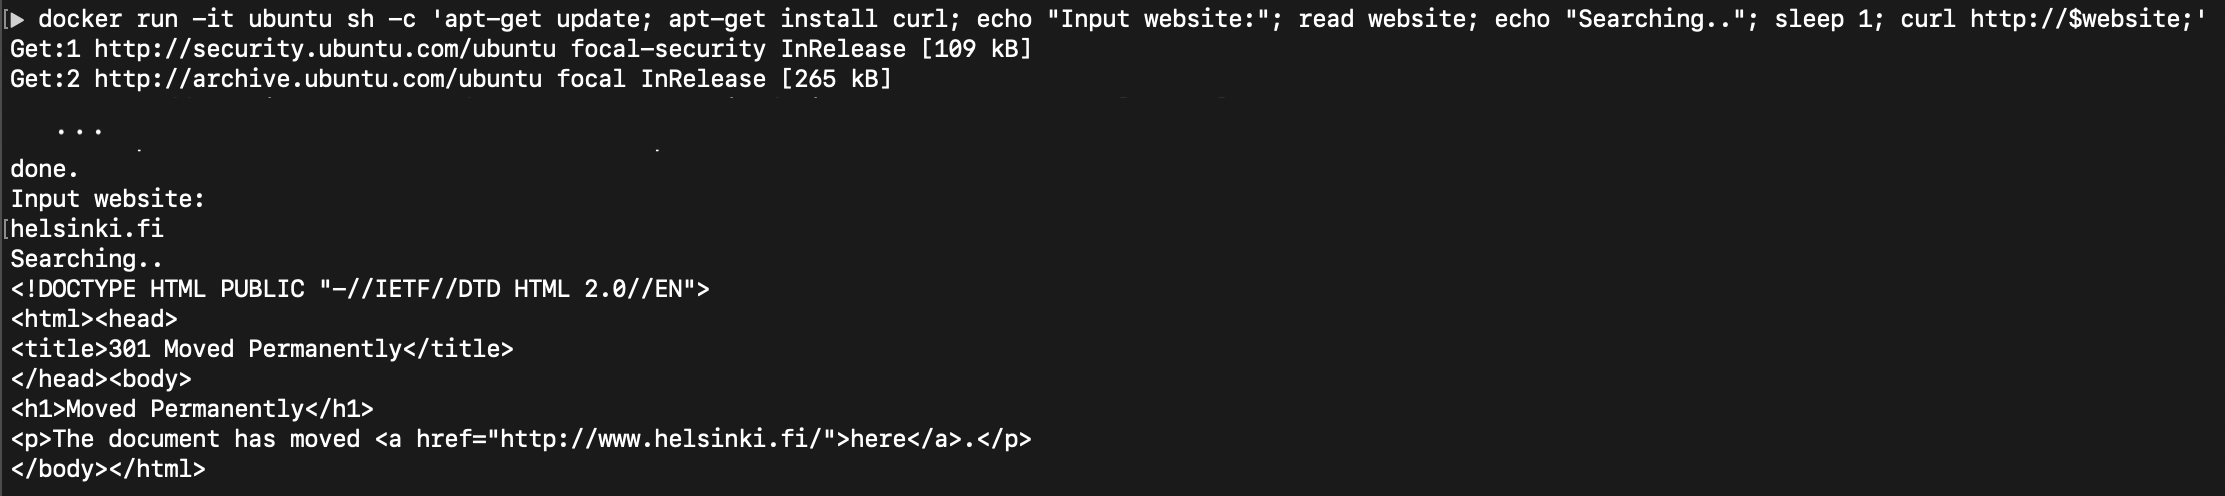 docker run -it ubuntu sh -c 'apt-get update; apt-get install curl; echo "Input website:"; read website; echo "Searching.."; sleep 1; curl http://$website;'
Get:1 http://security.ubuntu.com/ubuntu focal-security InRelease [109 kB]
Get:2 http://archive.ubuntu.com/ubuntu focal InRelease [265 kB]
...
done.
Input website:
helsinki.fi
Searching..
<!DOCTYPE HTML PUBLIC "-//IETF//DTD HTML 2.0//EN">
<html><head>
<title>301 Moved Permanently</title>
</head><body>
<h1>Moved Permanently</h1>
<p>The document has moved <a href="http://www.helsinki.fi/">here</a>.</p>
</body></html>